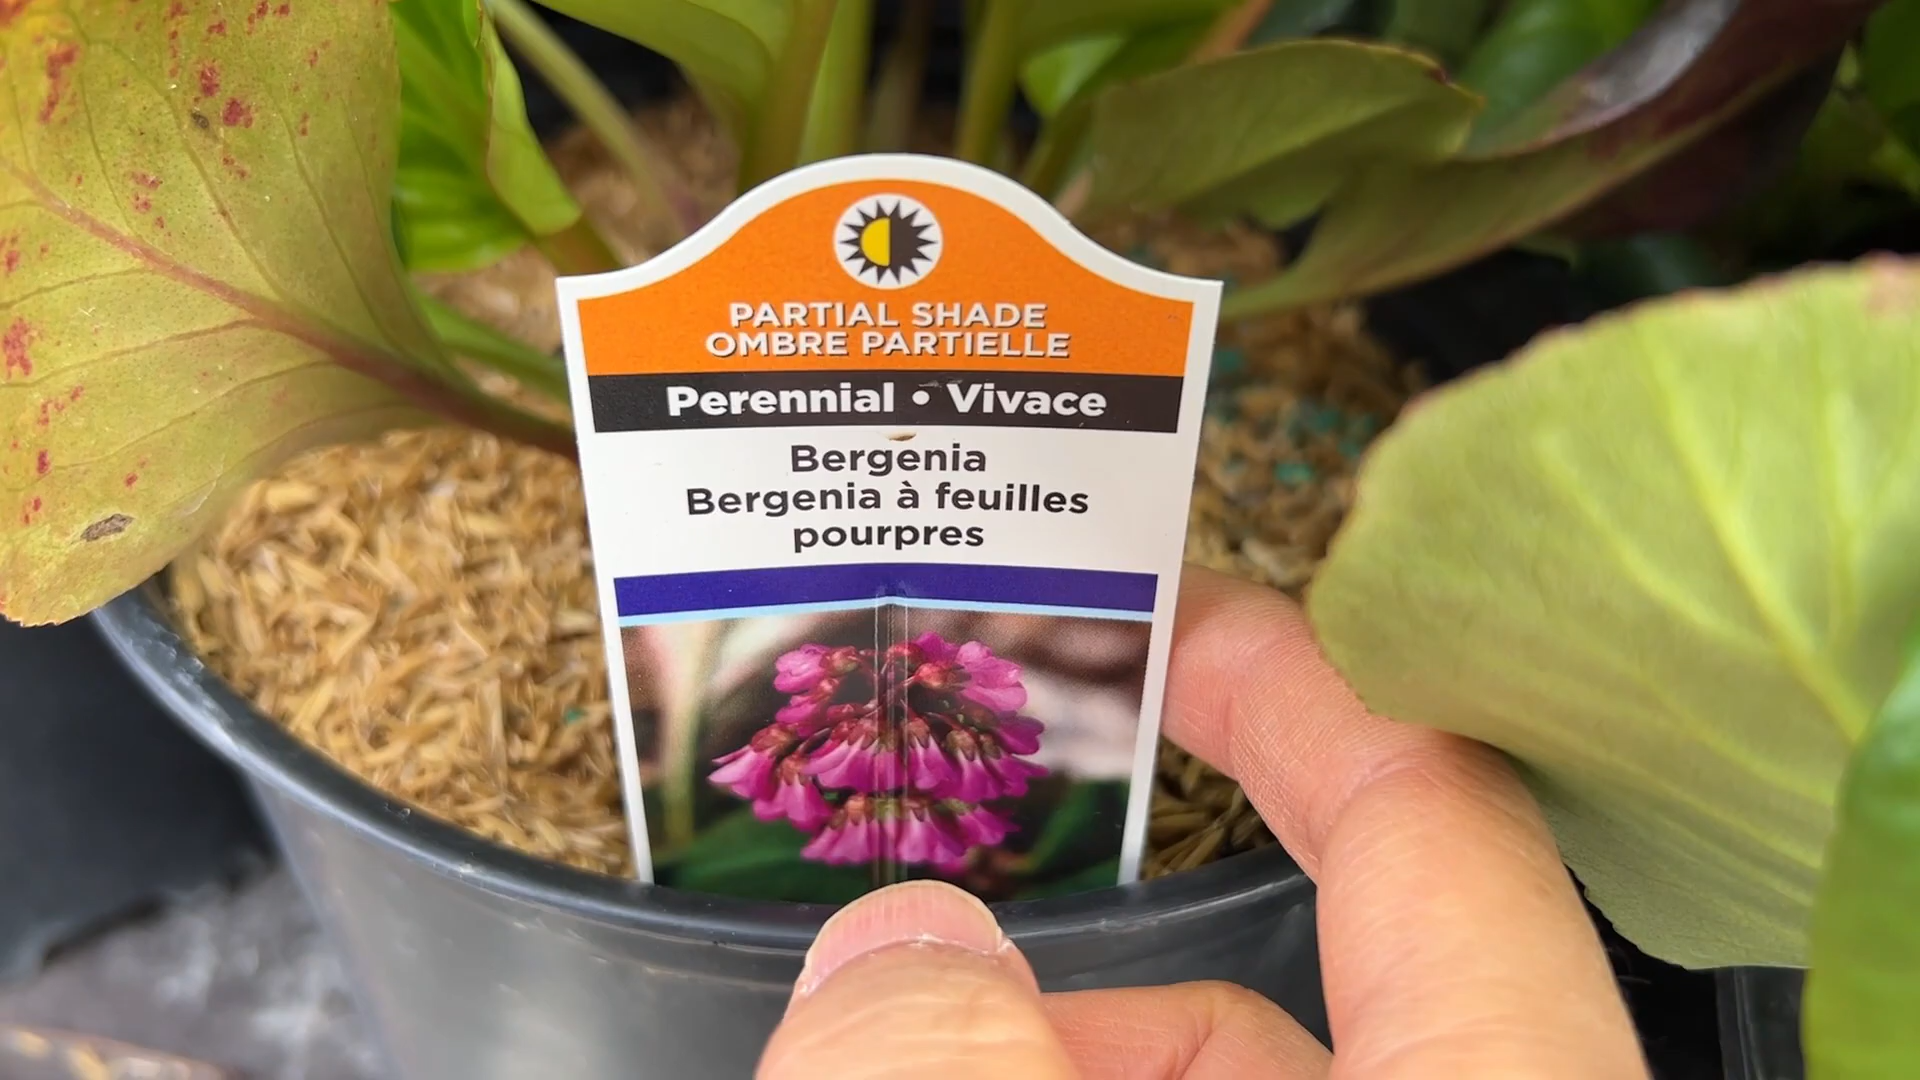 PARTIAL SHADE
OMBRE PARTIELLE
Perennial • Vivace
Bergenia
Bergenia à feuilles
pourpres